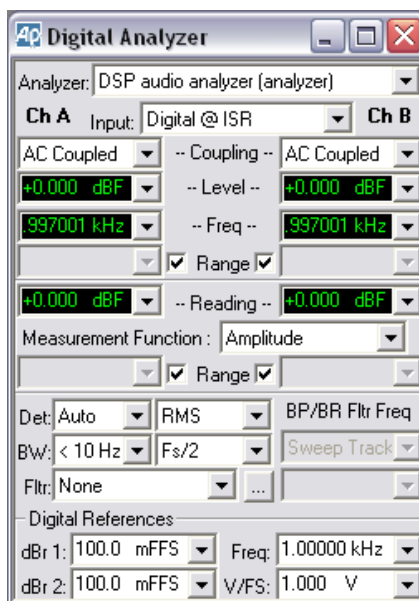 Ap Digital Analyzer
Analyzer: DSP audio analyzer (analyzer)
Ch A Input: Digital @ ISR Ch B
AC Coupled -- Coupling -- AC Coupled
+0.000 dBF -- Level -- +0.000 dBF
.997001 kHz -- Freq -- .997001 kHz
Range
+0.000 dBF -- Reading -- +0.000 dBF
Measurement Function : Amplitude
Range
Det: Auto RMS BP/BR Fltr Freq
BW: < 10 Hz Fs/2 Sweep Track
Fltr: None ...
Digital References
dBr 1: 100.0 mFFS Freq: 1.00000 kHz
dBr 2: 100.0 mFFS V/FS: 1.000 V